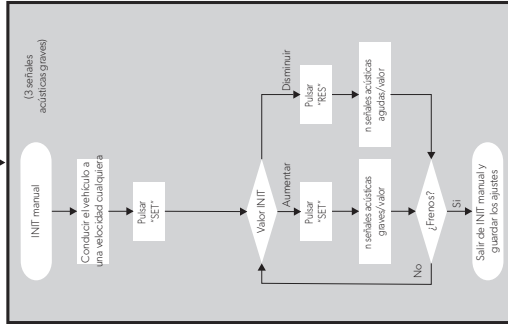 INIT manual
(3 señales
acústicas graves)
Conducir el vehículo a
una velocidad cualquiera
Pulsar
"SET"
Valor INIT
Aumentar
Disminuir
Pulsar
"SET"
Pulsar
"RES"
n señales acústicas
graves/valor
n señales acústicas
agudas/valor
¿Frenos?
No
Si
Salir de INIT manual y
guardar los ajustes